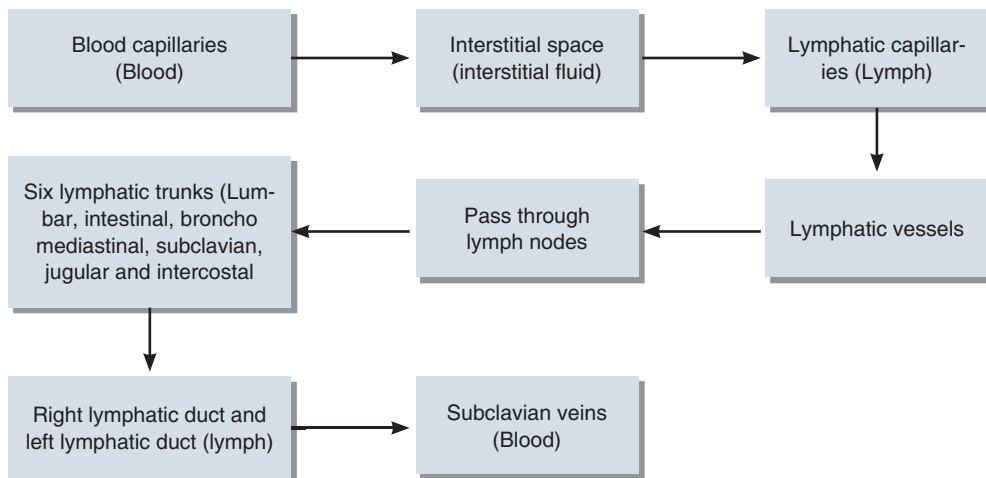 Blood capillaries
(Blood)
Interstitial space
(interstitial fluid)
Lymphatic capillar-
ies (Lymph)
Lymphatic vessels
Pass through
lymph nodes
Six lymphatic trunks (Lum-
bar, intestinal, broncho
mediastinal, subclavian,
jugular and intercostal
Right lymphatic duct and
left lymphatic duct (lymph)
Subclavian veins
(Blood)